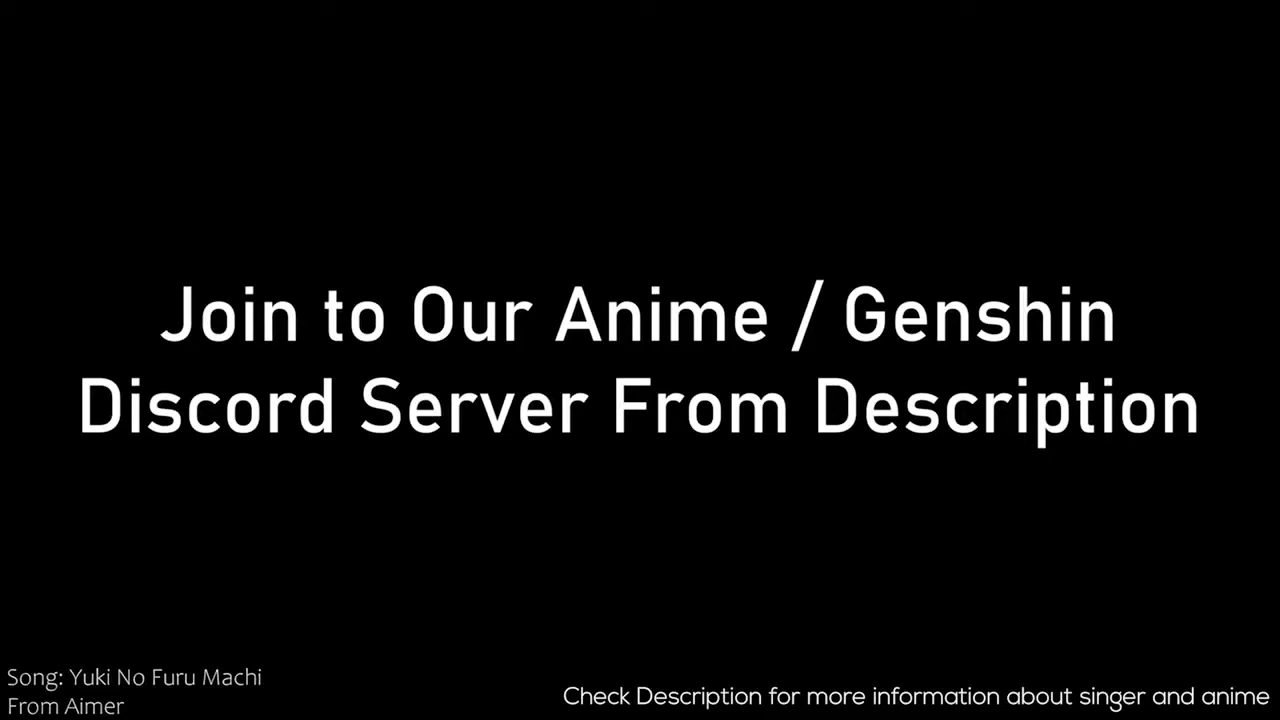 Join to Our Anime / Genshin
Discord Server From Description
Song: Yuki No Furu Machi
From Aimer
Check Description for more information about singer and anime